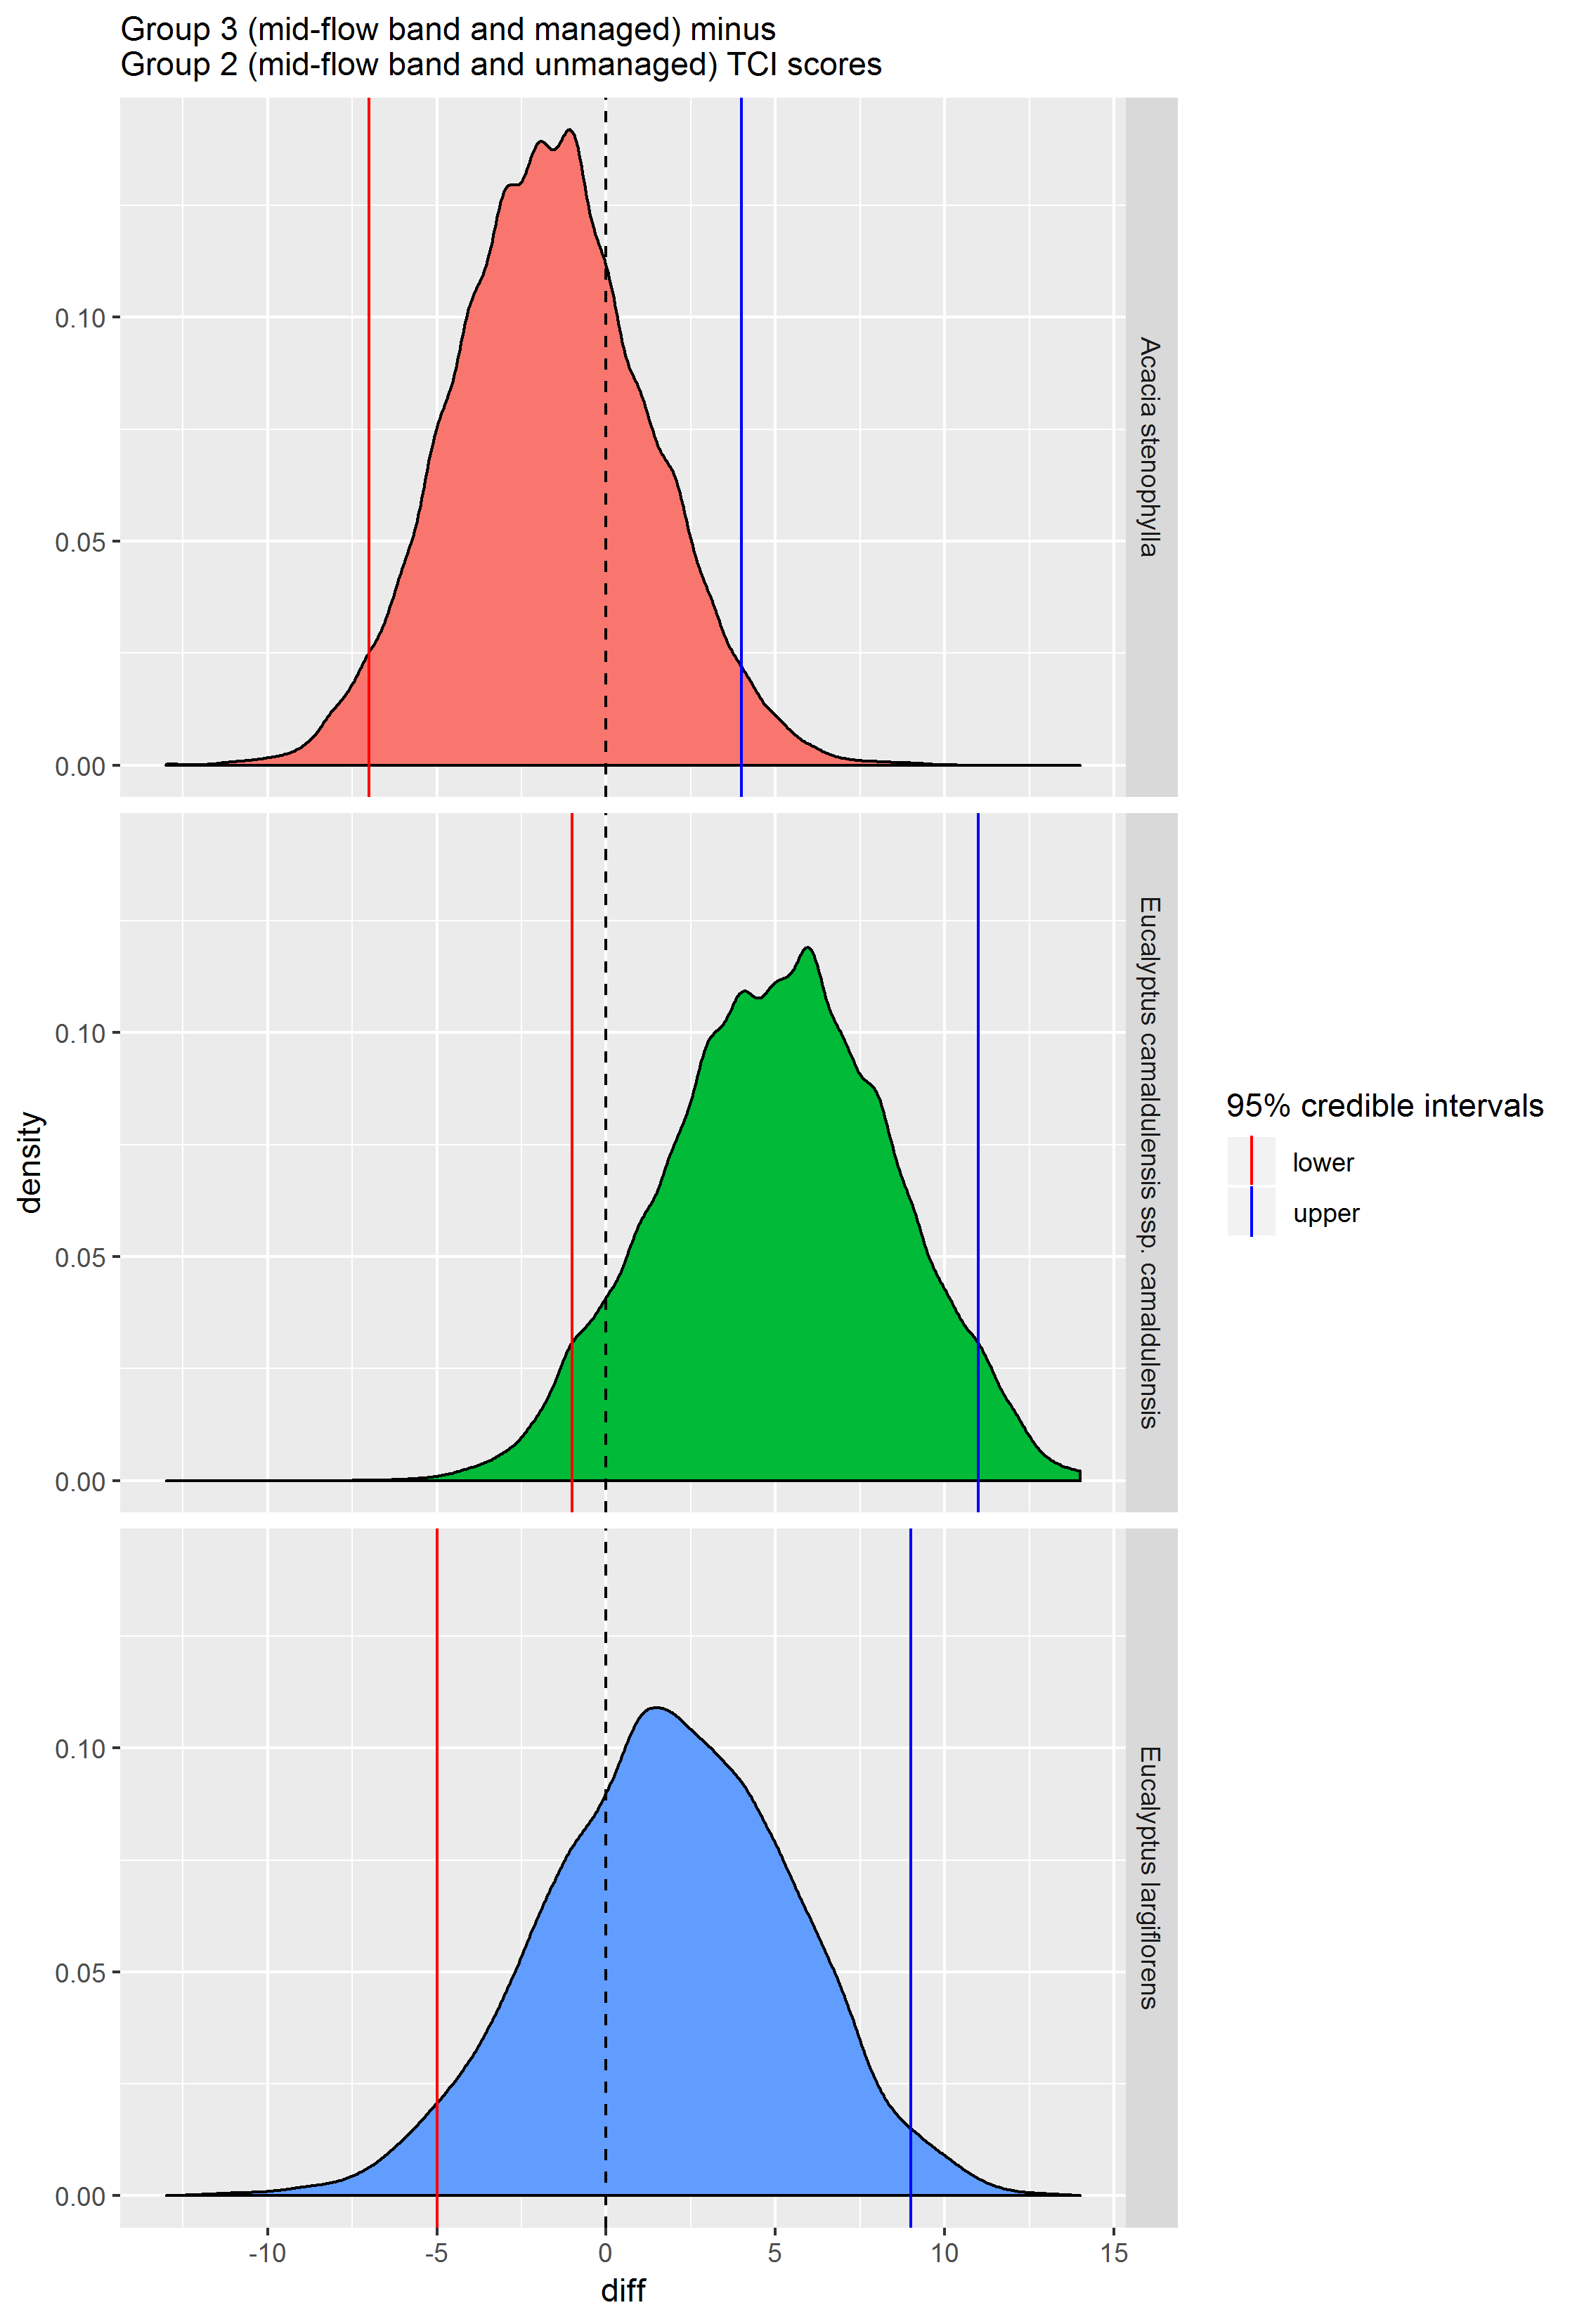 Group 3 (mid-flow band and managed) minus
Group 2 (mid-flow band and unmanaged) TCI scores
0.10
0.05
0.00
Acacia stenophylla
density
0.10
0.05
0.00
Eucalyptus camaldulensis ssp. camaldulensis
95% credible intervals
lower
upper
0.10
0.05
0.00
Eucalyptus largiflorens
-10
-5
0
5
10
15
diff